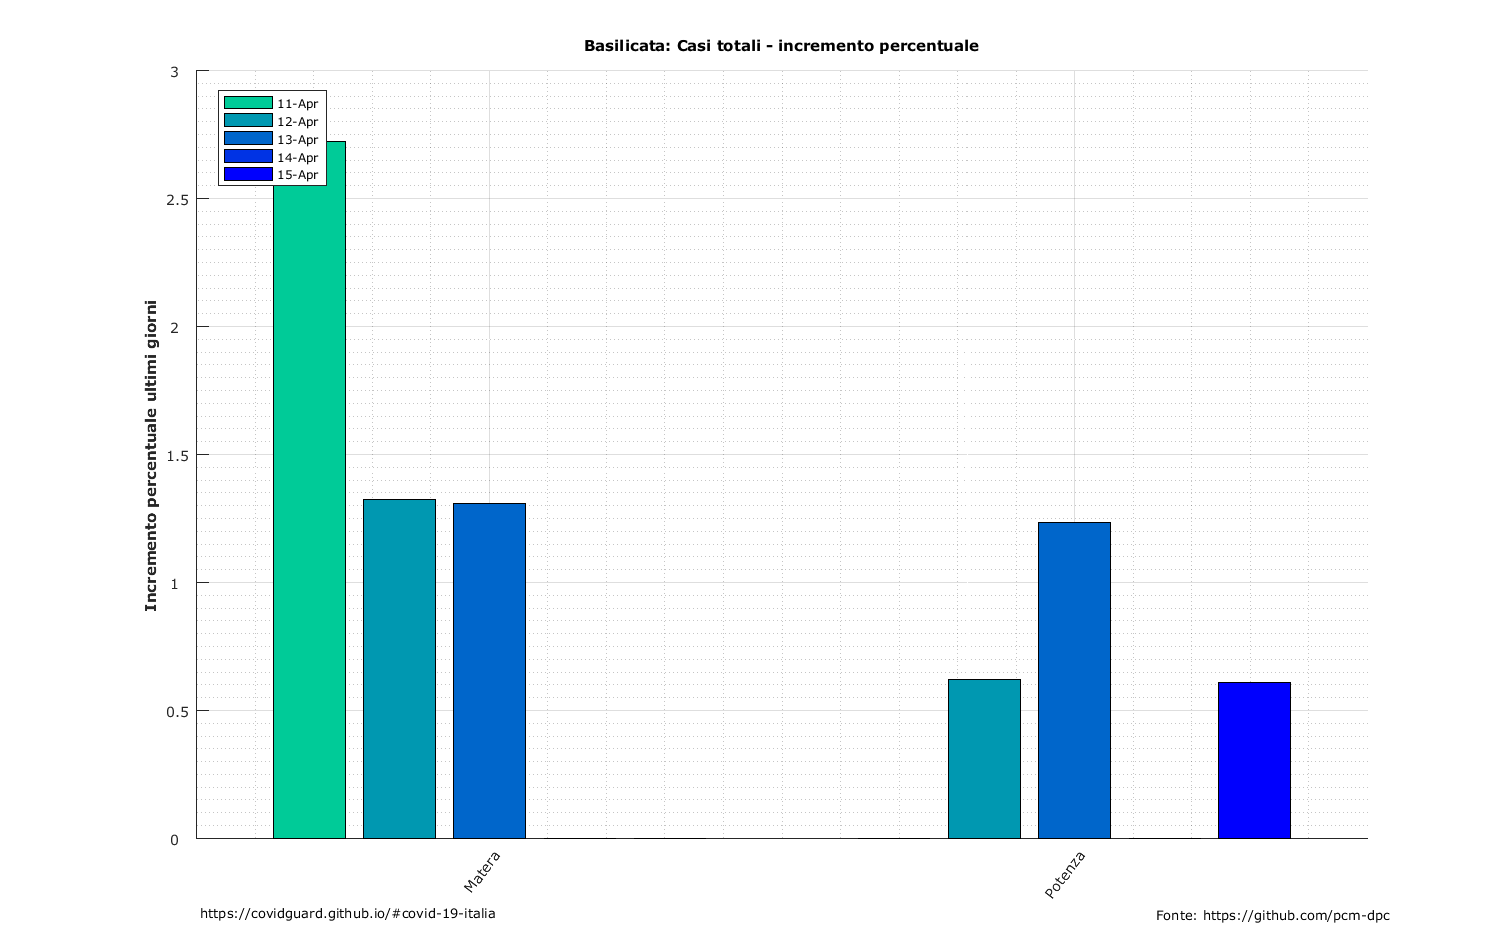 Basilicata: Casi totali - incremento percentuale
3
2.5
2
1.5
1
0.5
0
Incremento percentuale ultimi giorni
11-Apr
12-Apr
13-Apr
14-Apr
15-Apr
Matera
Potenza
https://covidguard.github.io/#covid-19-italia
Fonte: https://github.com/pcm-dpc